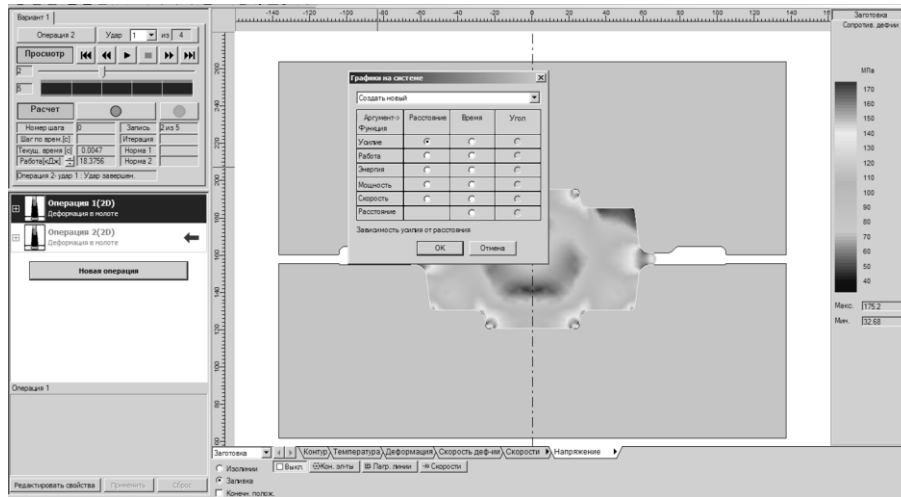 Вариант 1
Операция 2 Удар 1 из 4
Просмотр
2
5
Расчет
Номер шага 0 Запись 2 из 5
Шаг по врем.[с] Итерация
Текущ. время [с] 0.0047 Норма 1
Работа[кДж] 18.3756 Норма 2
Операция 2- удар 1 : Удар завершен.
Операция 1(2D)
Деформация в молоте
Операция 2(2D)
Деформация в молоте
Новая операция
Операция 1
Редактировать свойства Применить Сброс
-140 -120 -100 -80 -60 -40 -20 0 20 40 60 80 100 120 140
Графики на системе
Создать новый
Аргумент-> Расстояние Время Угол
Функция
Усилие
Работа
Энергия
Мощность
Скорость
Расстояние
Зависимость усилия от расстояния
OK Отмена
Заготовка
Сопротив. деф-ии
МПа
170
160
150
140
130
120
110
100
90
80
70
60
50
40
Макс. 175.2
Мин. 32.68
Заготовка Контур Температура Деформация Скорость деф-ии Скорости Напряжение
Изолинии Выкл. Кон. эл-ты Лагр. линии Скорости
Заливка
Конечн. полож.